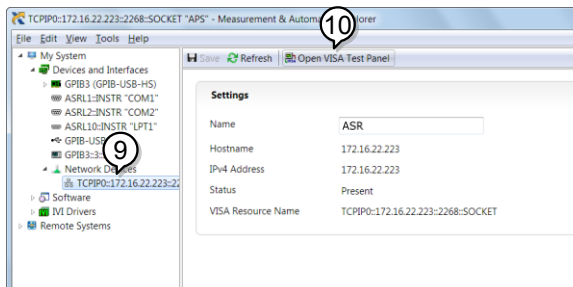 TCPIP0::172.16.22.223::2268::SOCKET "APS" - Measurement & Automa orer
10
File Edit View Tools Help
My System
Devices and Interfaces
GPIB3 (GPIB-USB-HS)
ASRL1::INSTR "COM1"
ASRL2::INSTR "COM2"
ASRL10::INSTR "LPT1"
GPIB-USB
GPIB3::3::
9
Network De ces
TCPIP0::172.16.22.223::22
Software
IVI Drivers
Remote Systems
Save Refresh Open VISA Test Panel
Settings
Name ASR
Hostname 172.16.22.223
IPv4 Address 172.16.22.223
Status Present
VISA Resource Name TCPIP0::172.16.22.223::2268::SOCKET